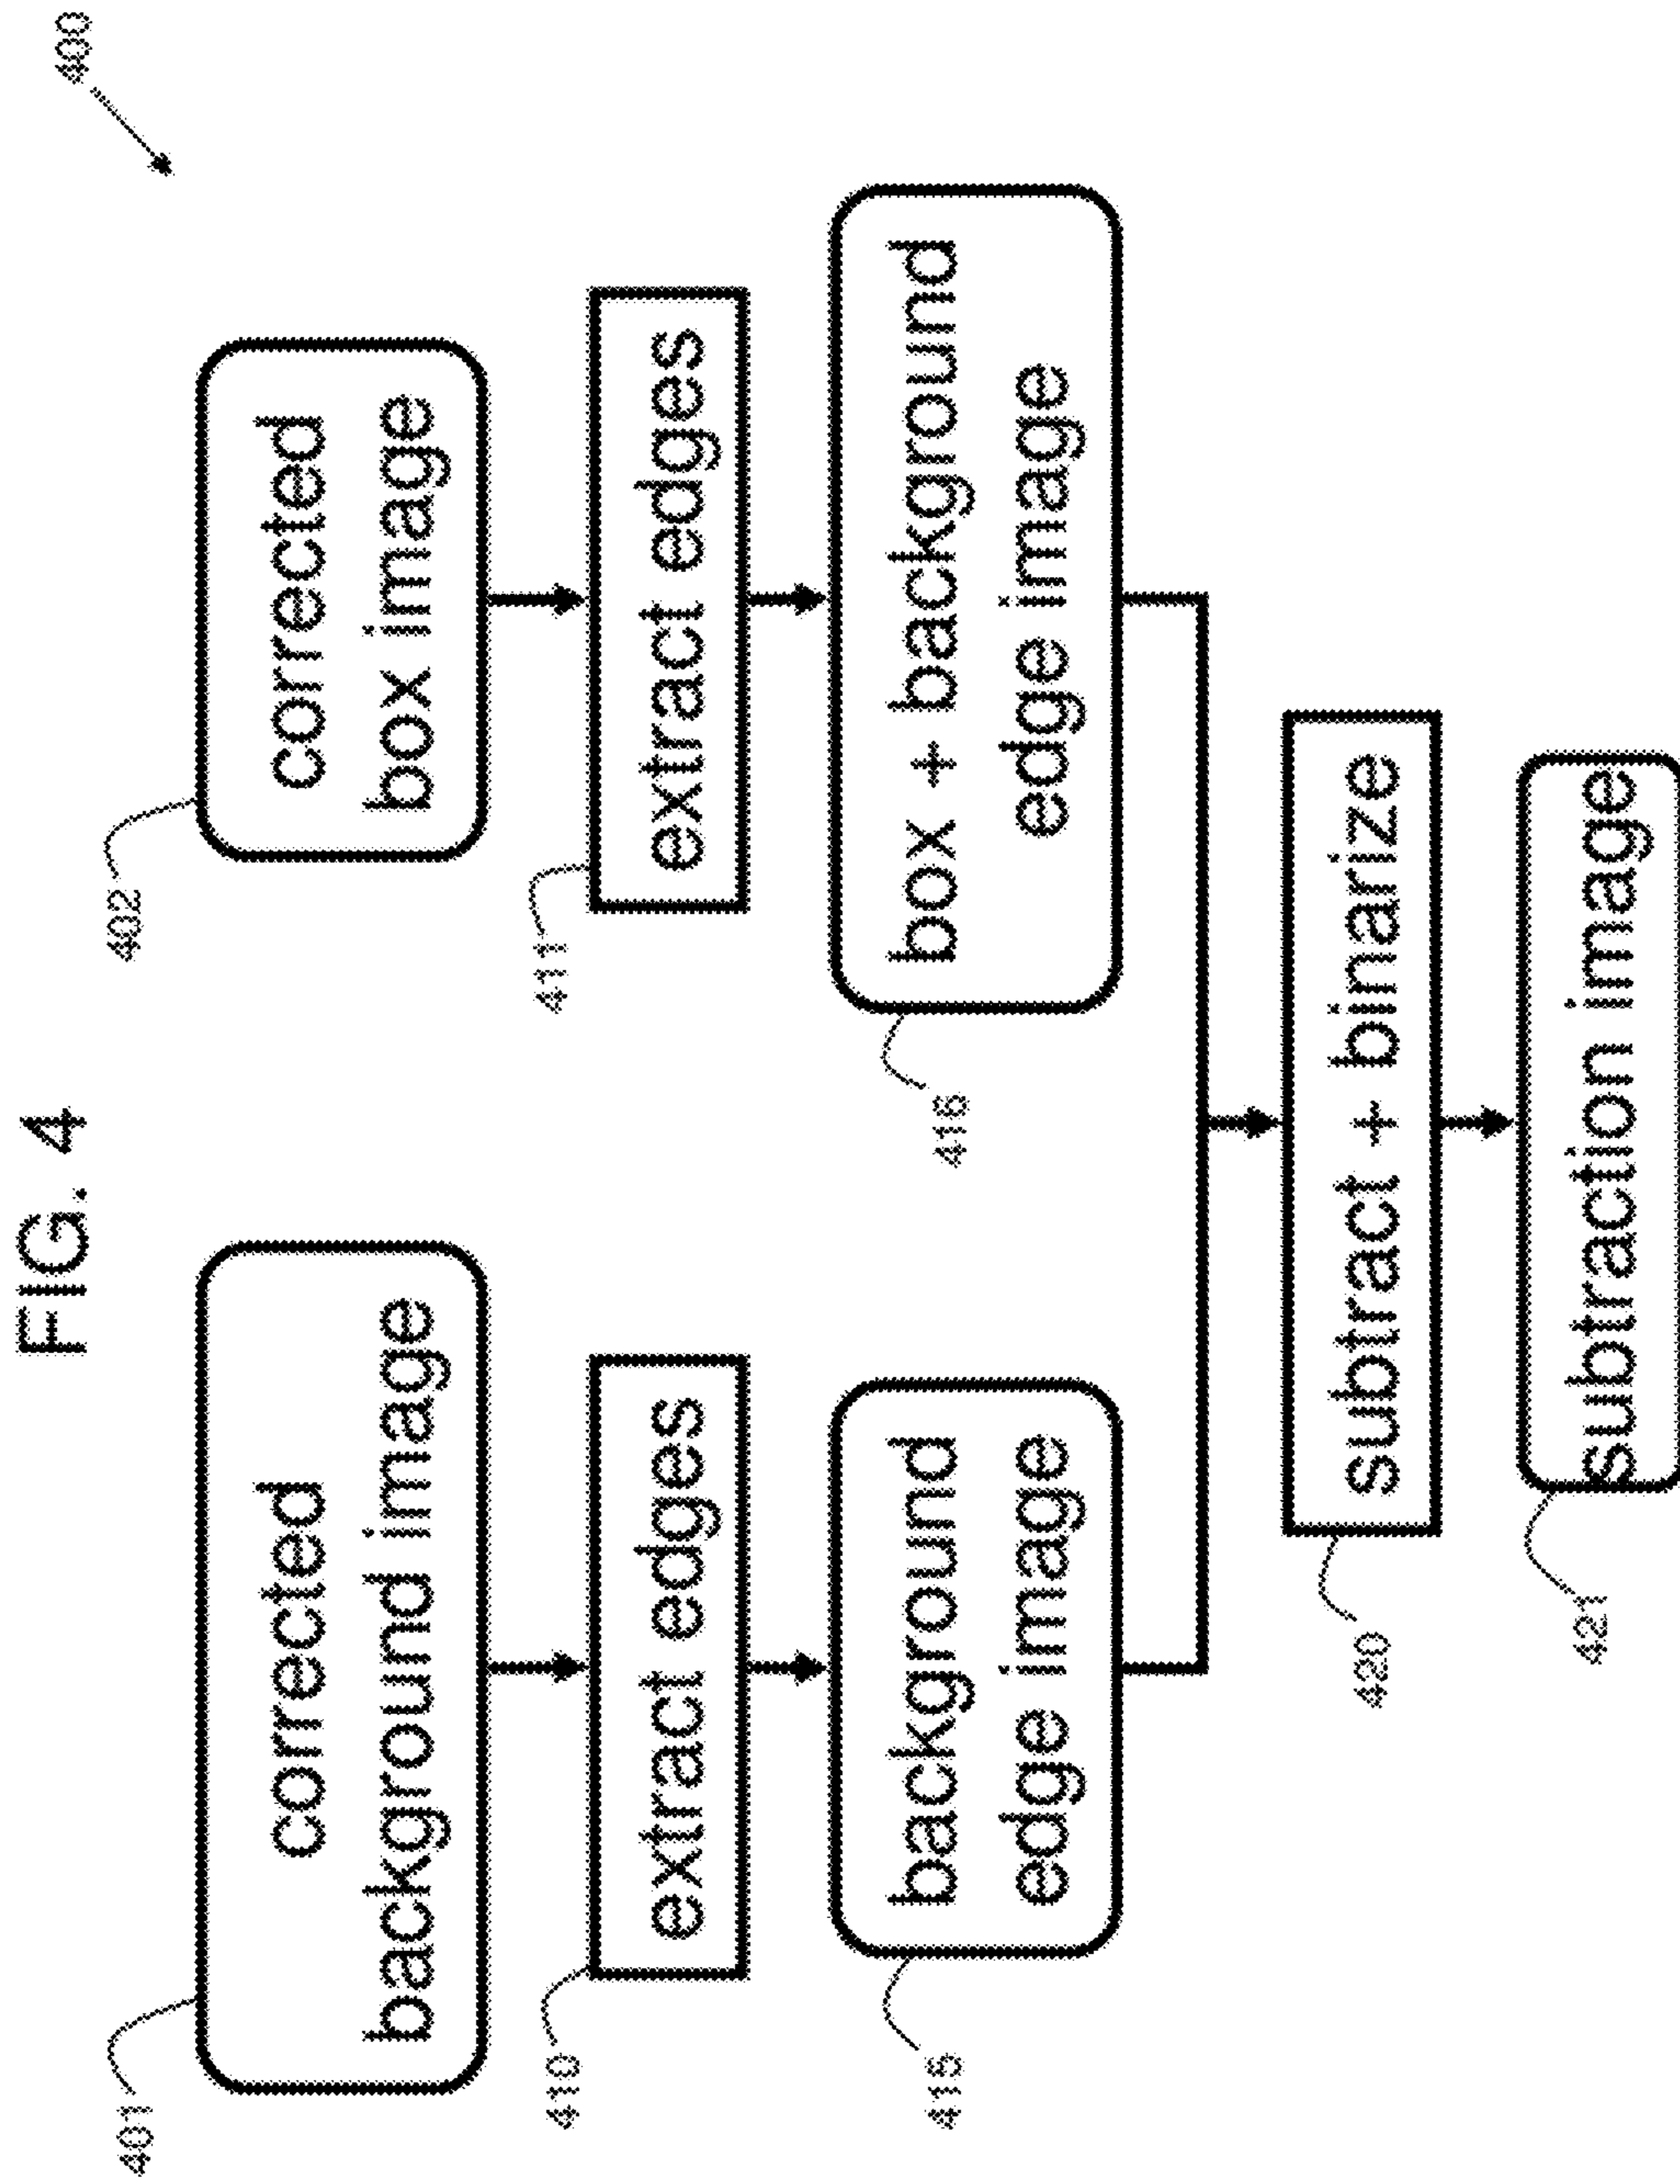 FIG. 4
400
401
corrected
background image
402
corrected
box image
410
extract edges
411
extract edges
415
background
edge image
416
box + background
edge image
420
subtract + binarize
421
subtraction image